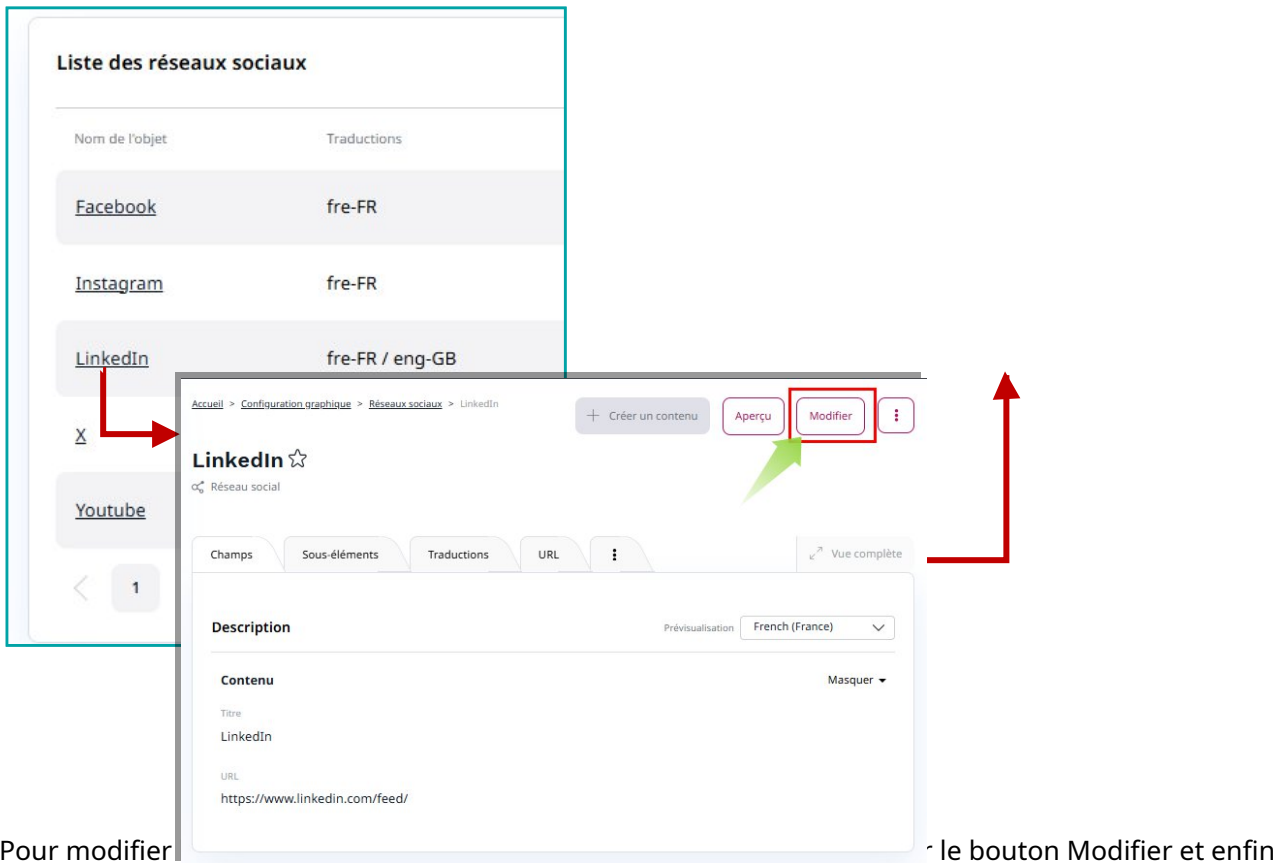 Liste des réseaux sociaux
Nom de l'objet Traductions
Facebook fre-FR
Instagram fre-FR
LinkedIn fre-FR / eng-GB
X
Youtube
1
Accueil > Configuration graphique > Réseaux sociaux > LinkedIn
+ Créer un contenu Aperçu Modifier
LinkedIn
Réseau social
Champs Sous-éléments Traductions URL Vue complète
Description Prévisualisation French (France)
Contenu Masquer
Titre
LinkedIn
URL
https://www.linkedin.com/feed/
Pour modifier le bouton Modifier et enfin